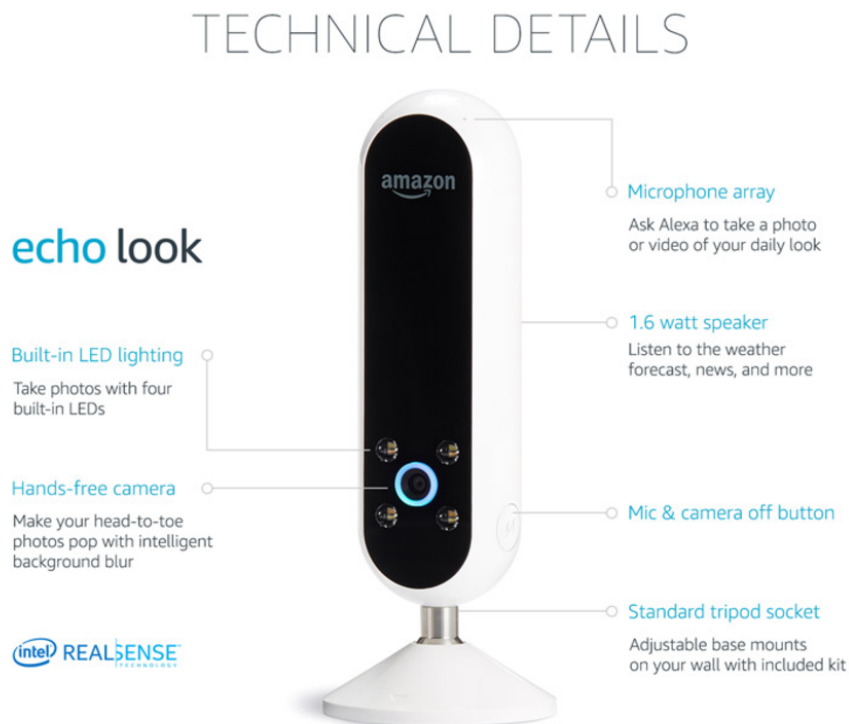 TECHNICAL DETAILS
amazon
echo look
Microphone array
Ask Alexa to take a photo
or video of your daily look
1.6 watt speaker
Listen to the weather
forecast, news, and more
Built-in LED lighting
Take photos with four
built-in LEDs
Hands-free camera
Make your head-to-toe
photos pop with intelligent
background blur
Mic & camera off button
Standard tripod socket
Adjustable base mounts
on your wall with included kit
intel REALSENSE
TECHNOLOGY